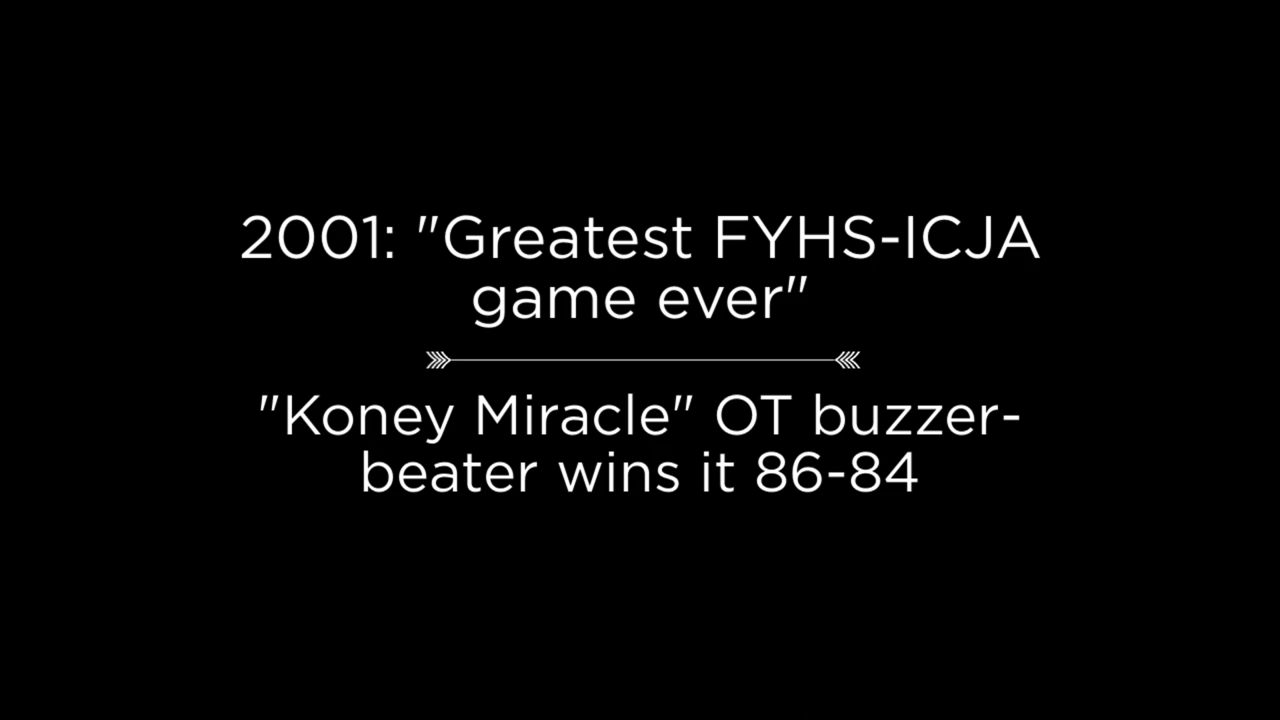 2001: "Greatest FYHS-ICJA
game ever"
"Koney Miracle" OT buzzer-
beater wins it 86-84